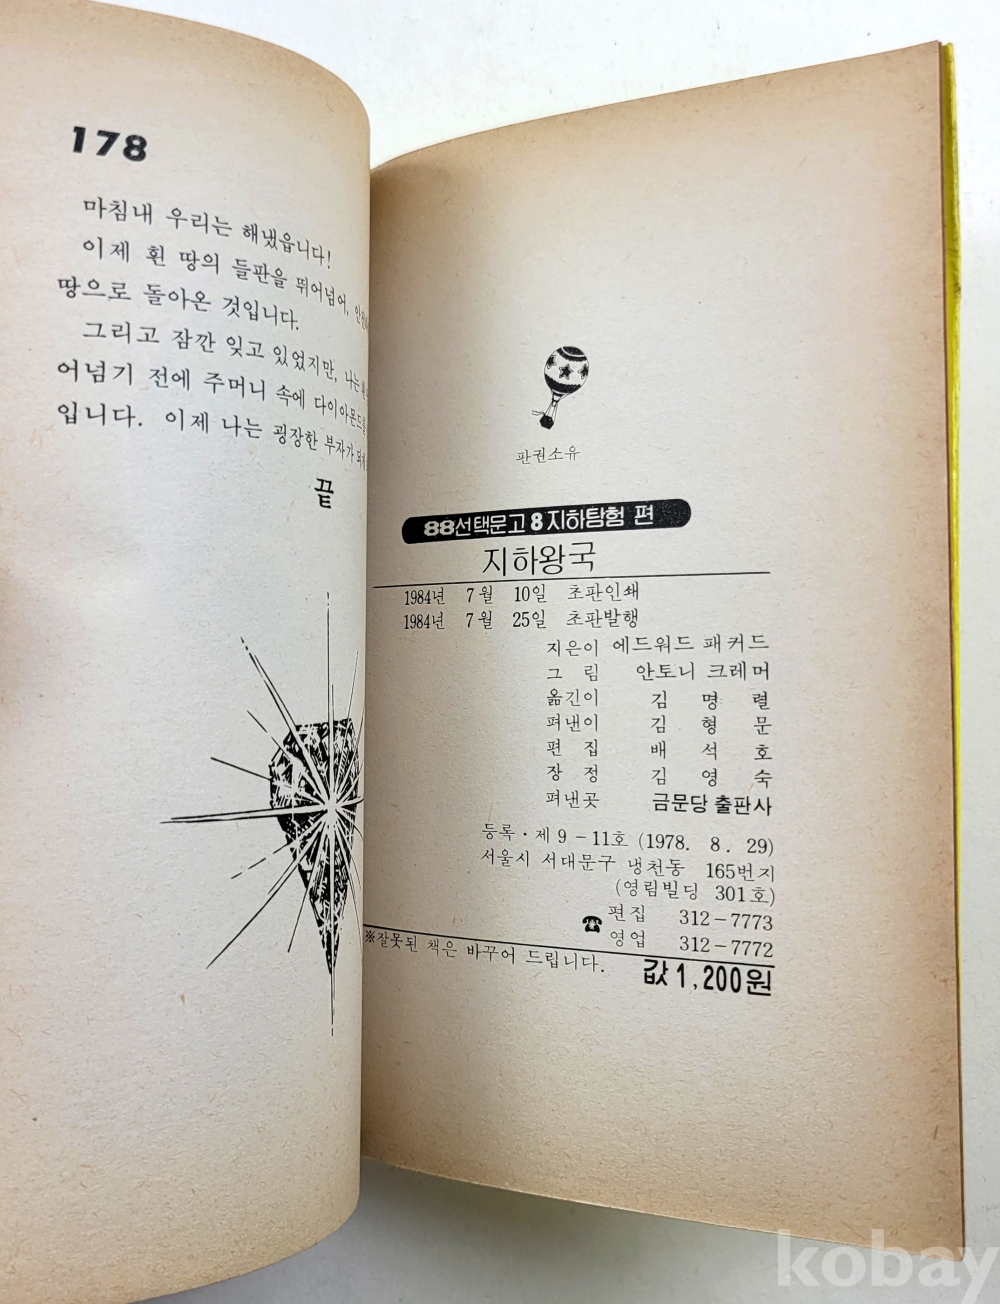 178
마침내 우리는 해냈읍니다!
이제 흰 땅의 들판을 뛰어넘어,
땅으로 돌아온 것입니다.
그리고 잠깐 잊고 있었지만, 나는
어넘기 전에 주머니 속에 다이아몬드를
입니다. 이제 나는 굉장한 부자가
끝
판권소유
88선택문고 8 지하탐험 편
지하왕국
1984년 7월 10일 초판인쇄
1984년 7월 25일 초판발행
지은이 에드워드 패커드
그 림 안토니 크레머
옮긴이 김 명 렬
펴낸이 김 형 문
편 집 배 석 호
장 정 김 영 숙
펴낸곳 금문당 출판사
등록·제 9-11호 (1978. 8. 29)
서울시 서대문구 냉천동 165번지
(영림빌딩 301호)
☎ 편집 312-7773
영업 312-7772
※잘못된 책은 바꾸어 드립니다. 값 1,200원
kobay